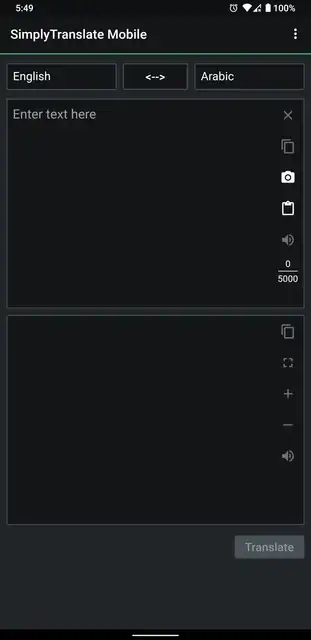 5:49
100%
SimplyTranslate Mobile
English
<-->
Arabic
Enter text here
0
5000
Translate